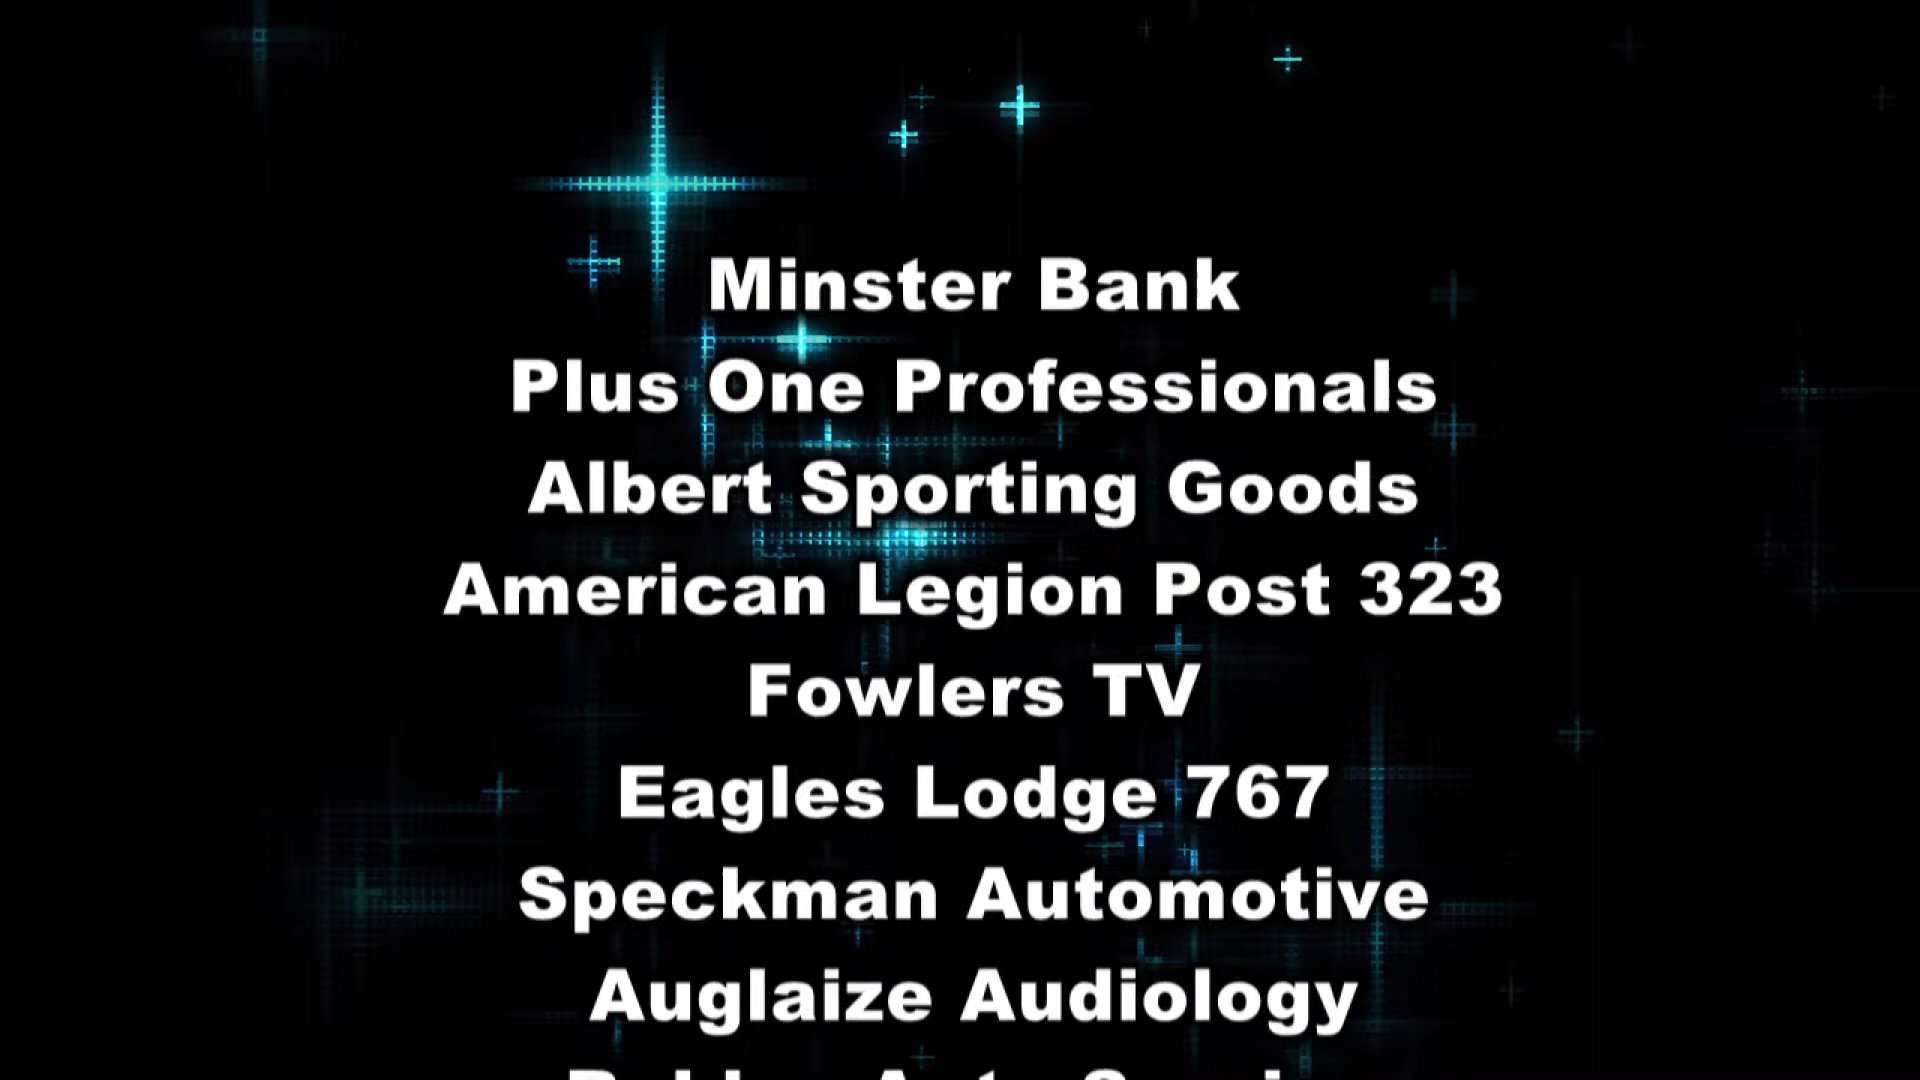 Minster Bank
Plus One Professionals
Albert Sporting Goods
American Legion Post 323
Fowlers TV
Eagles Lodge 767
Speckman Automotive
Auglaize Audiology